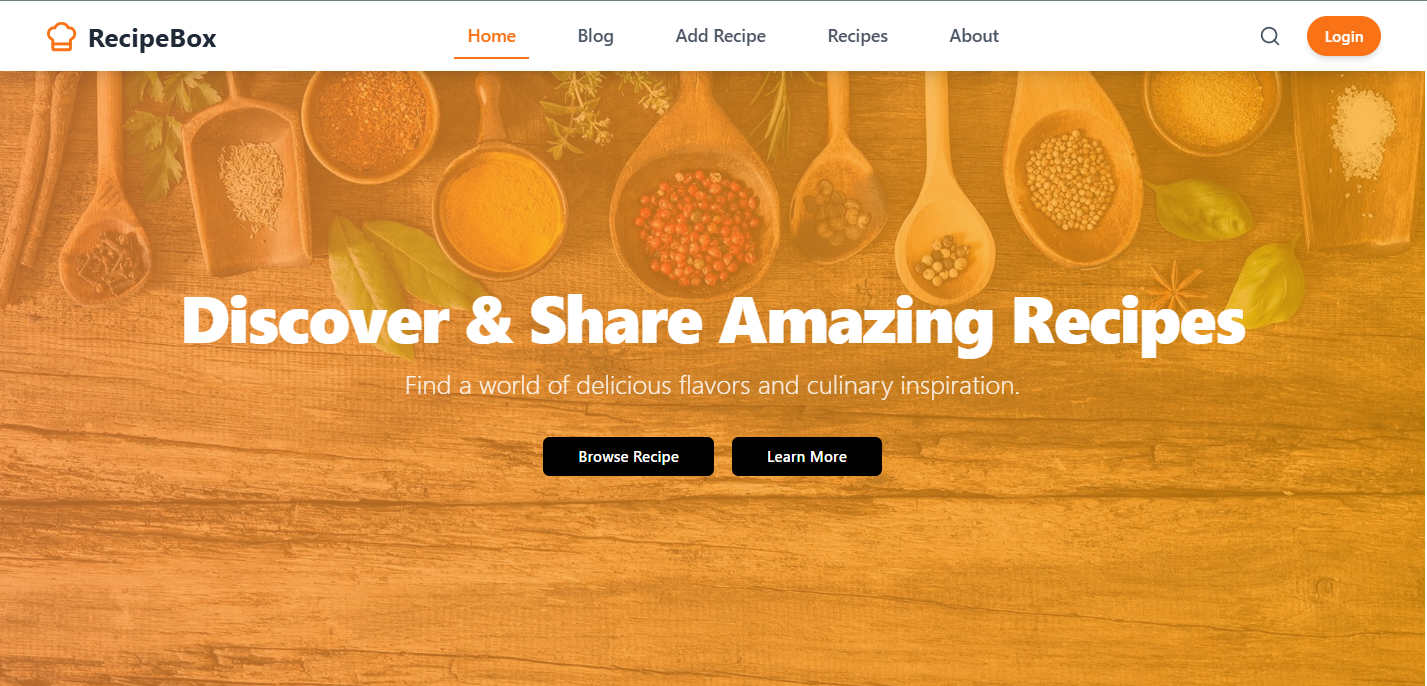 RecipeBox
Home
Blog
Add Recipe
Recipes
About
Login
Discover & Share Amazing Recipes
Find a world of delicious flavors and culinary inspiration.
Browse Recipe
Learn More